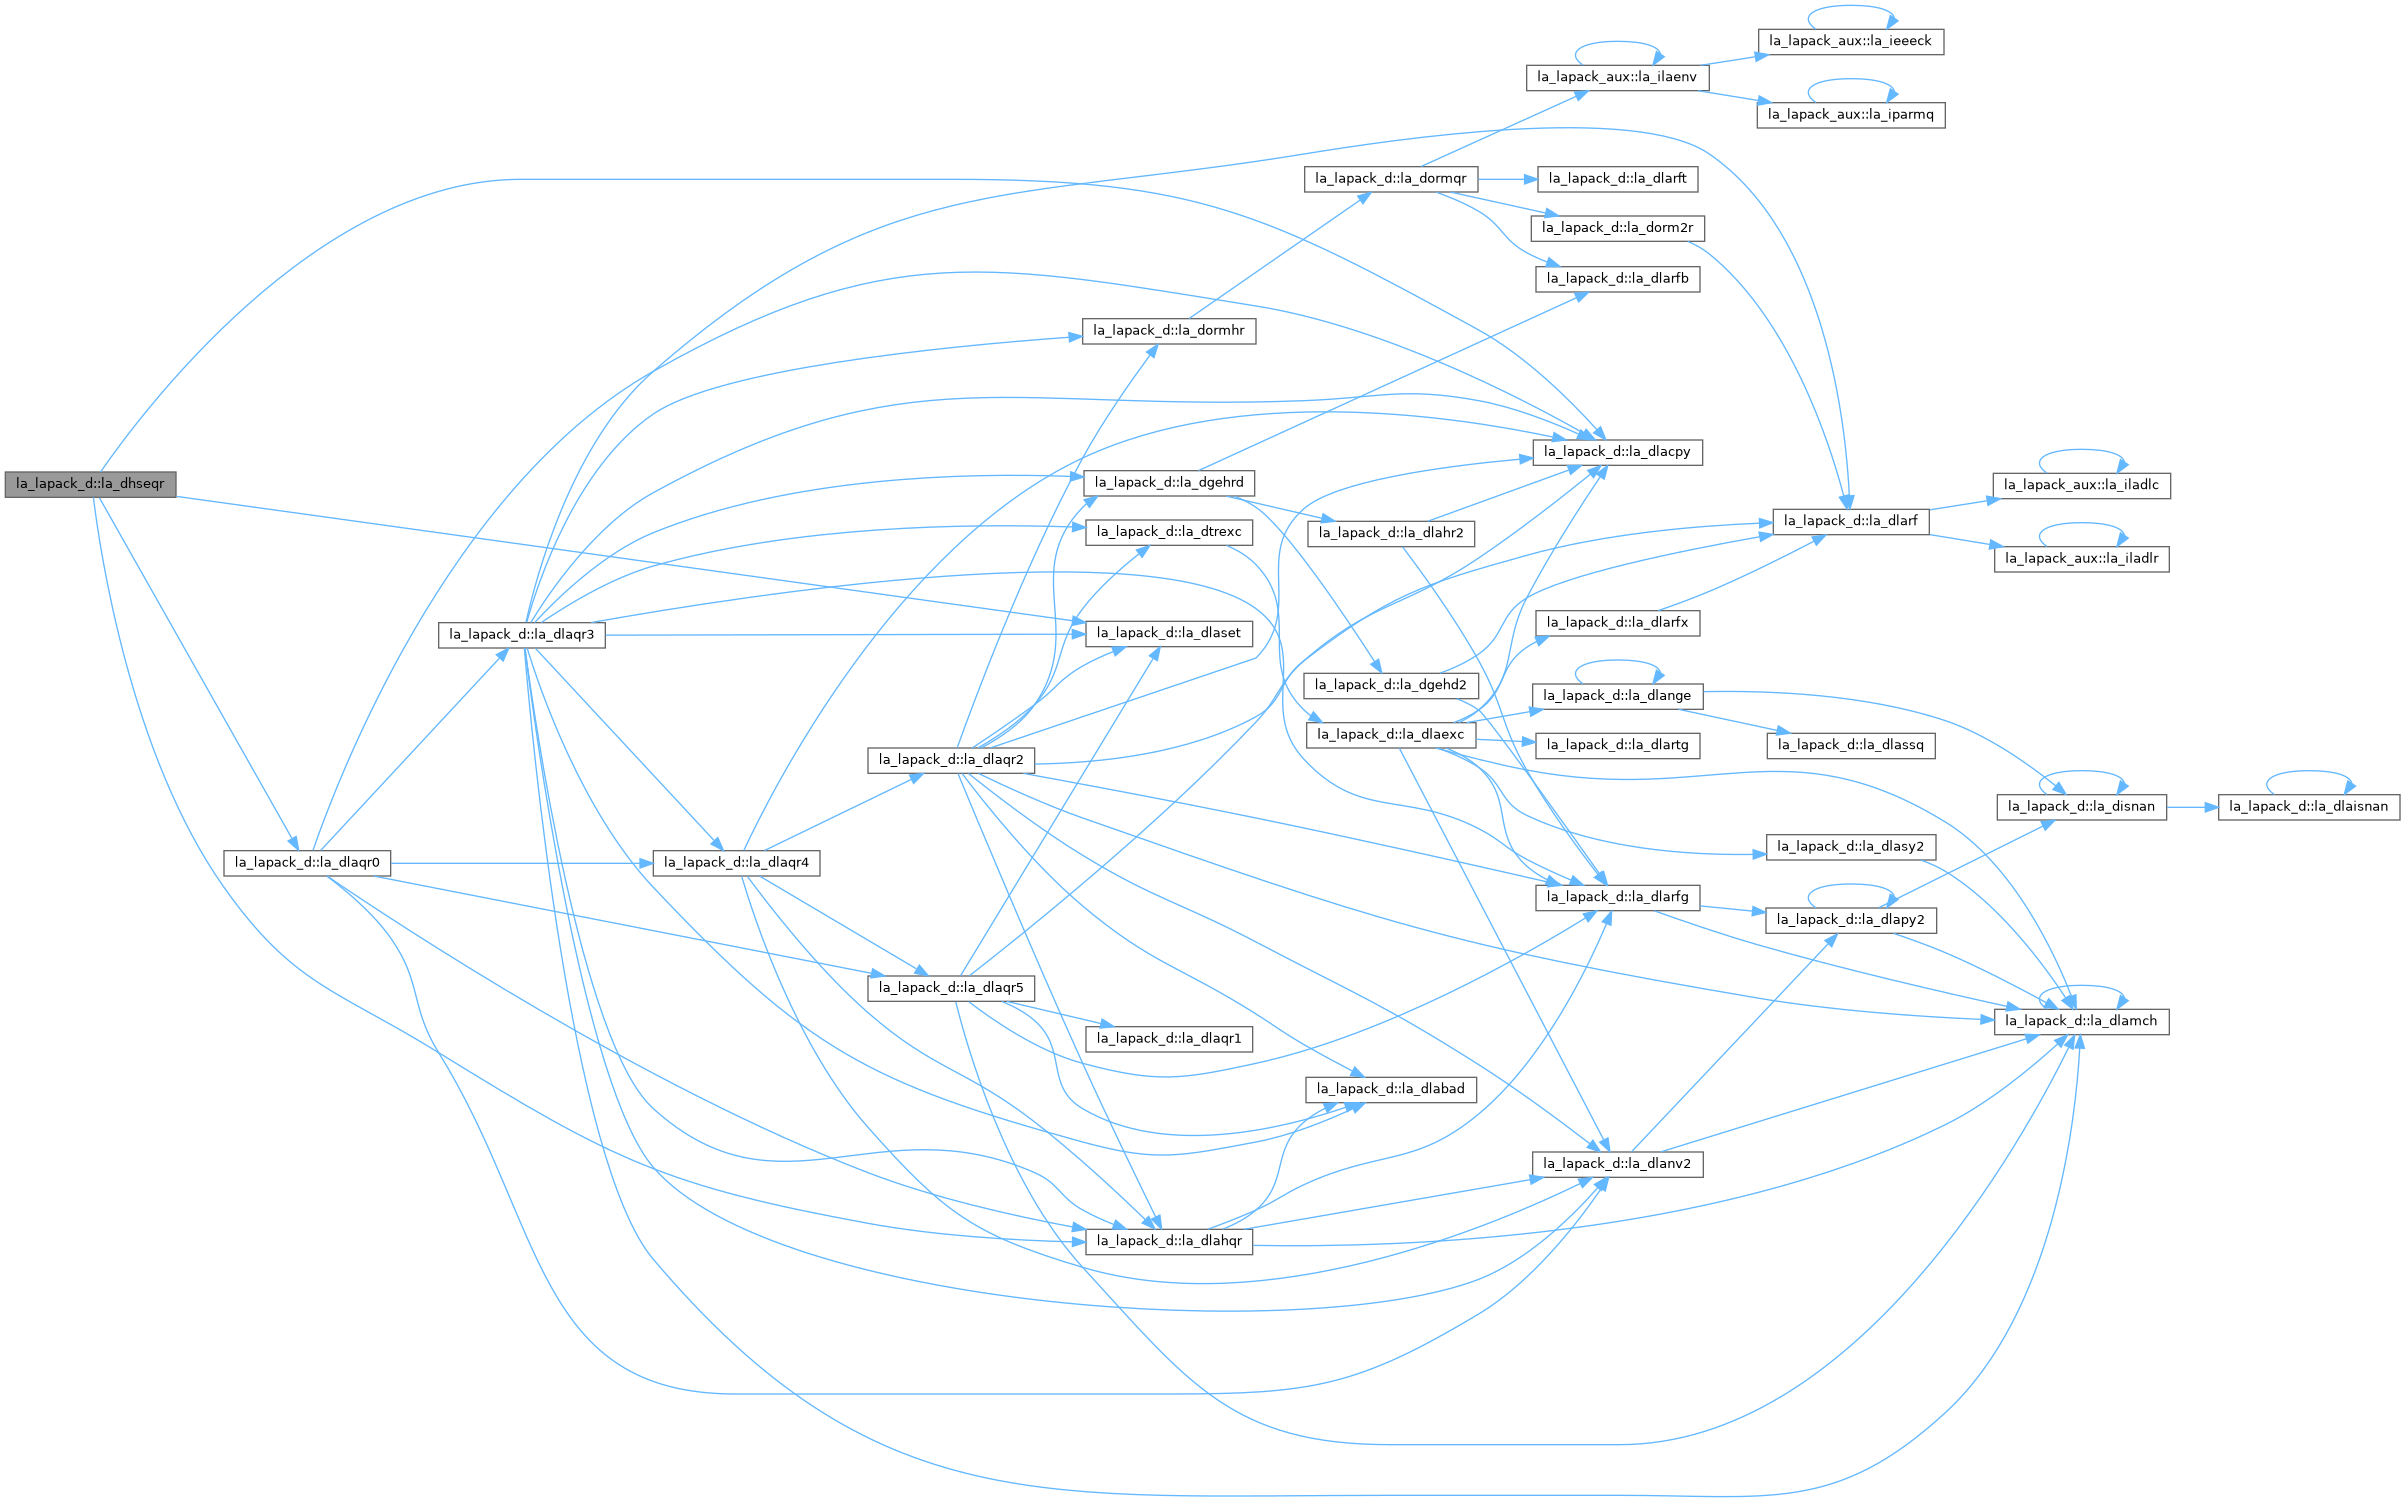 la_lapack_aux::la_ieeeck
la_lapack_aux::la_ilaenv
la_lapack_aux::la_iparmq
la_lapack_d::la_dormqr
la_lapack_d::la_dlarft
la_lapack_d::la_dorm2r
la_lapack_d::la_dlarfb
la_lapack_d::la_dormhr
la_lapack_d::la_dlacpy
la_lapack_d::la_dhseqr
la_lapack_d::la_dgehrd
la_lapack_aux::la_iladlc
la_lapack_d::la_dlarf
la_lapack_d::la_dtrexc
la_lapack_d::la_dlahr2
la_lapack_aux::la_iladlr
la_lapack_d::la_dlarfx
la_lapack_d::la_dlaqr3
la_lapack_d::la_dlaset
la_lapack_d::la_dgehd2
la_lapack_d::la_dlange
la_lapack_d::la_dlaexc
la_lapack_d::la_dlartg
la_lapack_d::la_dlassq
la_lapack_d::la_dlaqr2
la_lapack_d::la_disnan
la_lapack_d::la_dlaisnan
la_lapack_d::la_dlasy2
la_lapack_d::la_dlaqr0
la_lapack_d::la_dlaqr4
la_lapack_d::la_dlarfg
la_lapack_d::la_dlapy2
la_lapack_d::la_dlaqr5
la_lapack_d::la_dlamch
la_lapack_d::la_dlaqr1
la_lapack_d::la_dlabad
la_lapack_d::la_dlanv2
la_lapack_d::la_dlahqr